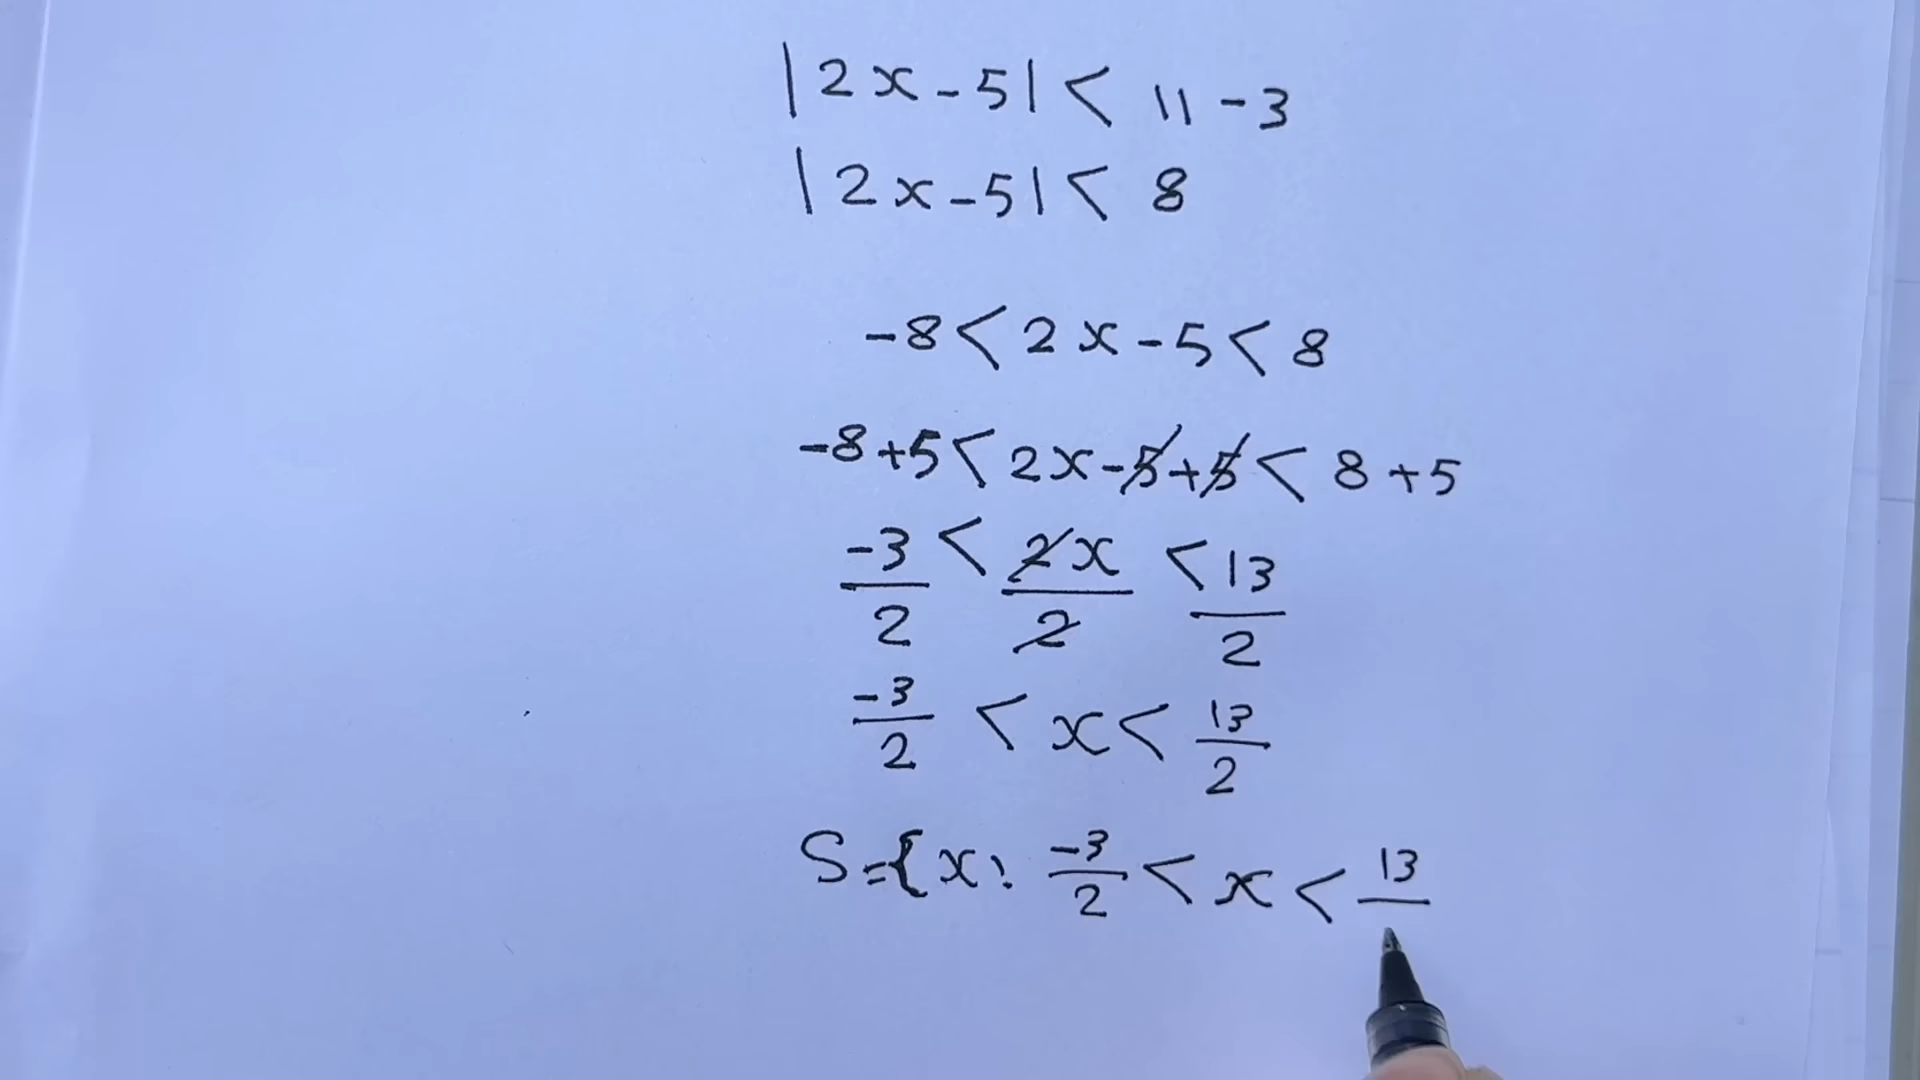 |2x-5| < 11-3
|2x-5| < 8
-8 < 2x-5 < 8
-8+5 < 2x-5+5 < 8+5
-3/2 < 2x/2 < 13/2
-3/2 < x < 13/2
S={x: -3/2 < x < 13/